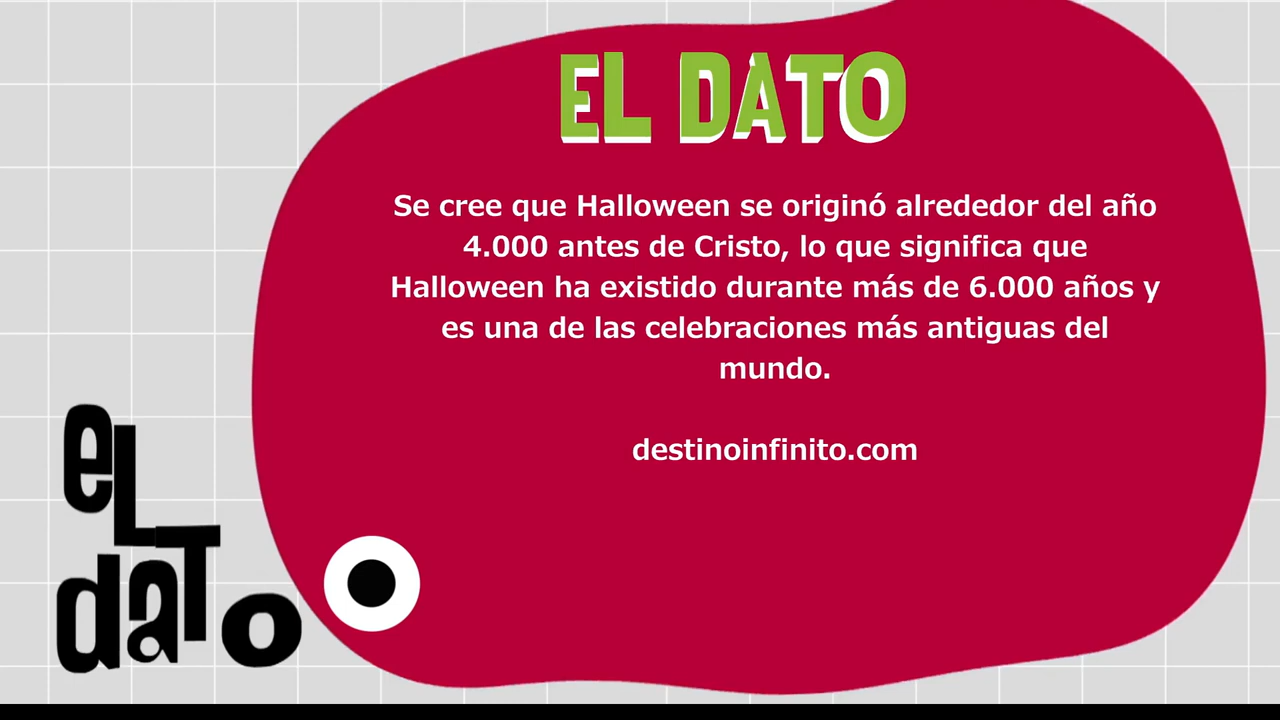 EL DATO
Se cree que Halloween se originó alrededor del año
4.000 antes de Cristo, lo que significa que
Halloween ha existido durante más de 6.000 años y
es una de las celebraciones más antiguas del
mundo.
destinoinfinito.com
eL
daTo